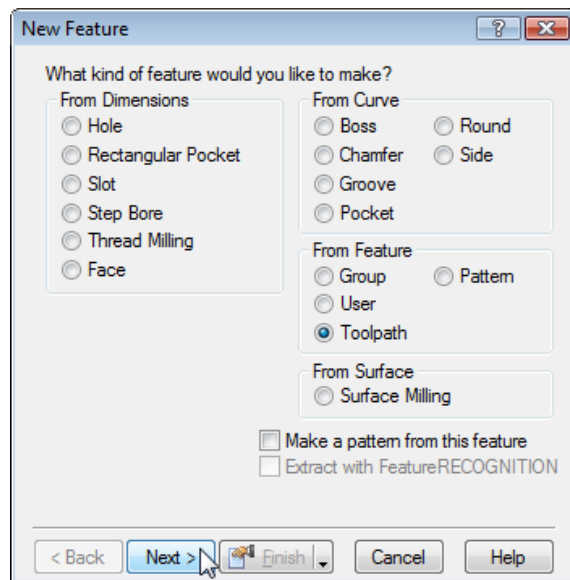 New Feature
What kind of feature would you like to make?
From Dimensions
Hole
Rectangular Pocket
Slot
Step Bore
Thread Milling
Face
From Curve
Boss
Round
Chamfer
Side
Groove
Pocket
From Feature
Group
Pattern
User
Toolpath
From Surface
Surface Milling
Make a pattern from this feature
Extract with FeatureRECOGNITION
< Back
Next >
Finish
Cancel
Help